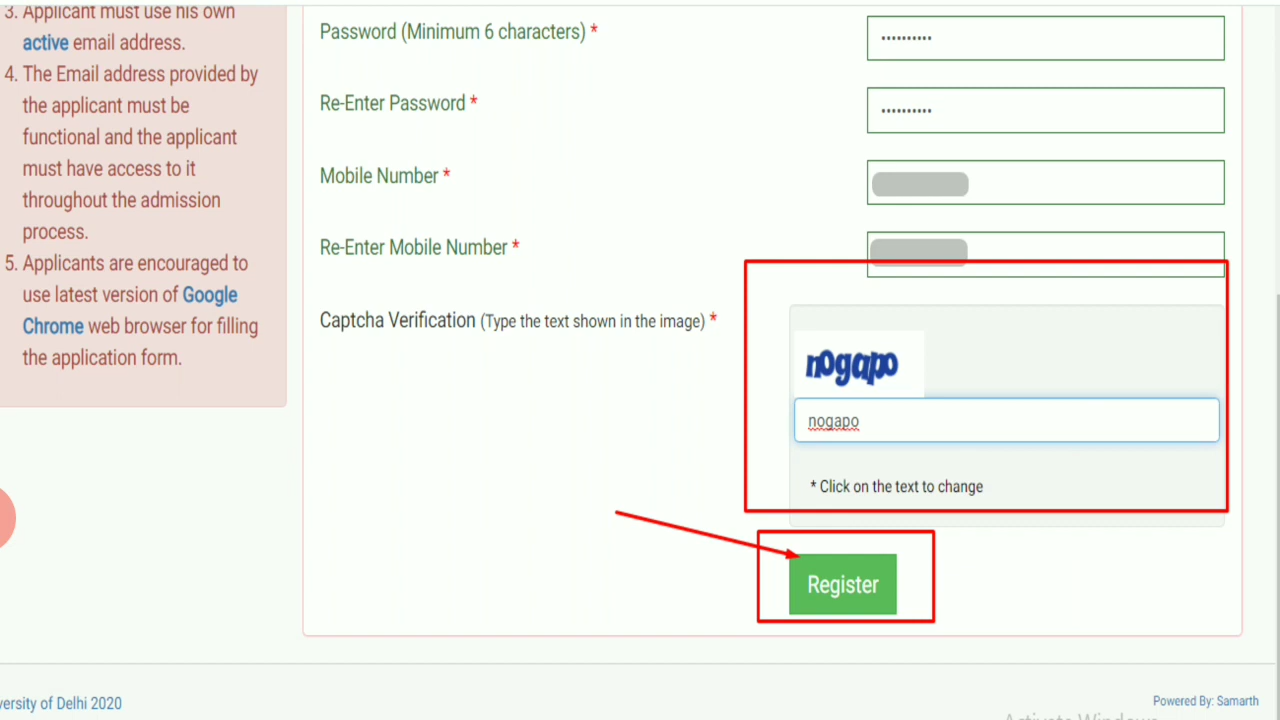 3. Applicant must use his own
active email address.
4. The Email address provided by
the applicant must be
functional and the applicant
must have access to it
throughout the admission
process.
5. Applicants are encouraged to
use latest version of Google
Chrome web browser for filling
the application form.
Password (Minimum 6 characters) *
••••••••••
Re-Enter Password *
••••••••••
Mobile Number *
Re-Enter Mobile Number *
Captcha Verification (Type the text shown in the image) *
nogapo
nogapo
* Click on the text to change
Register
versity of Delhi 2020
Powered By: Samarth
Activate Windows